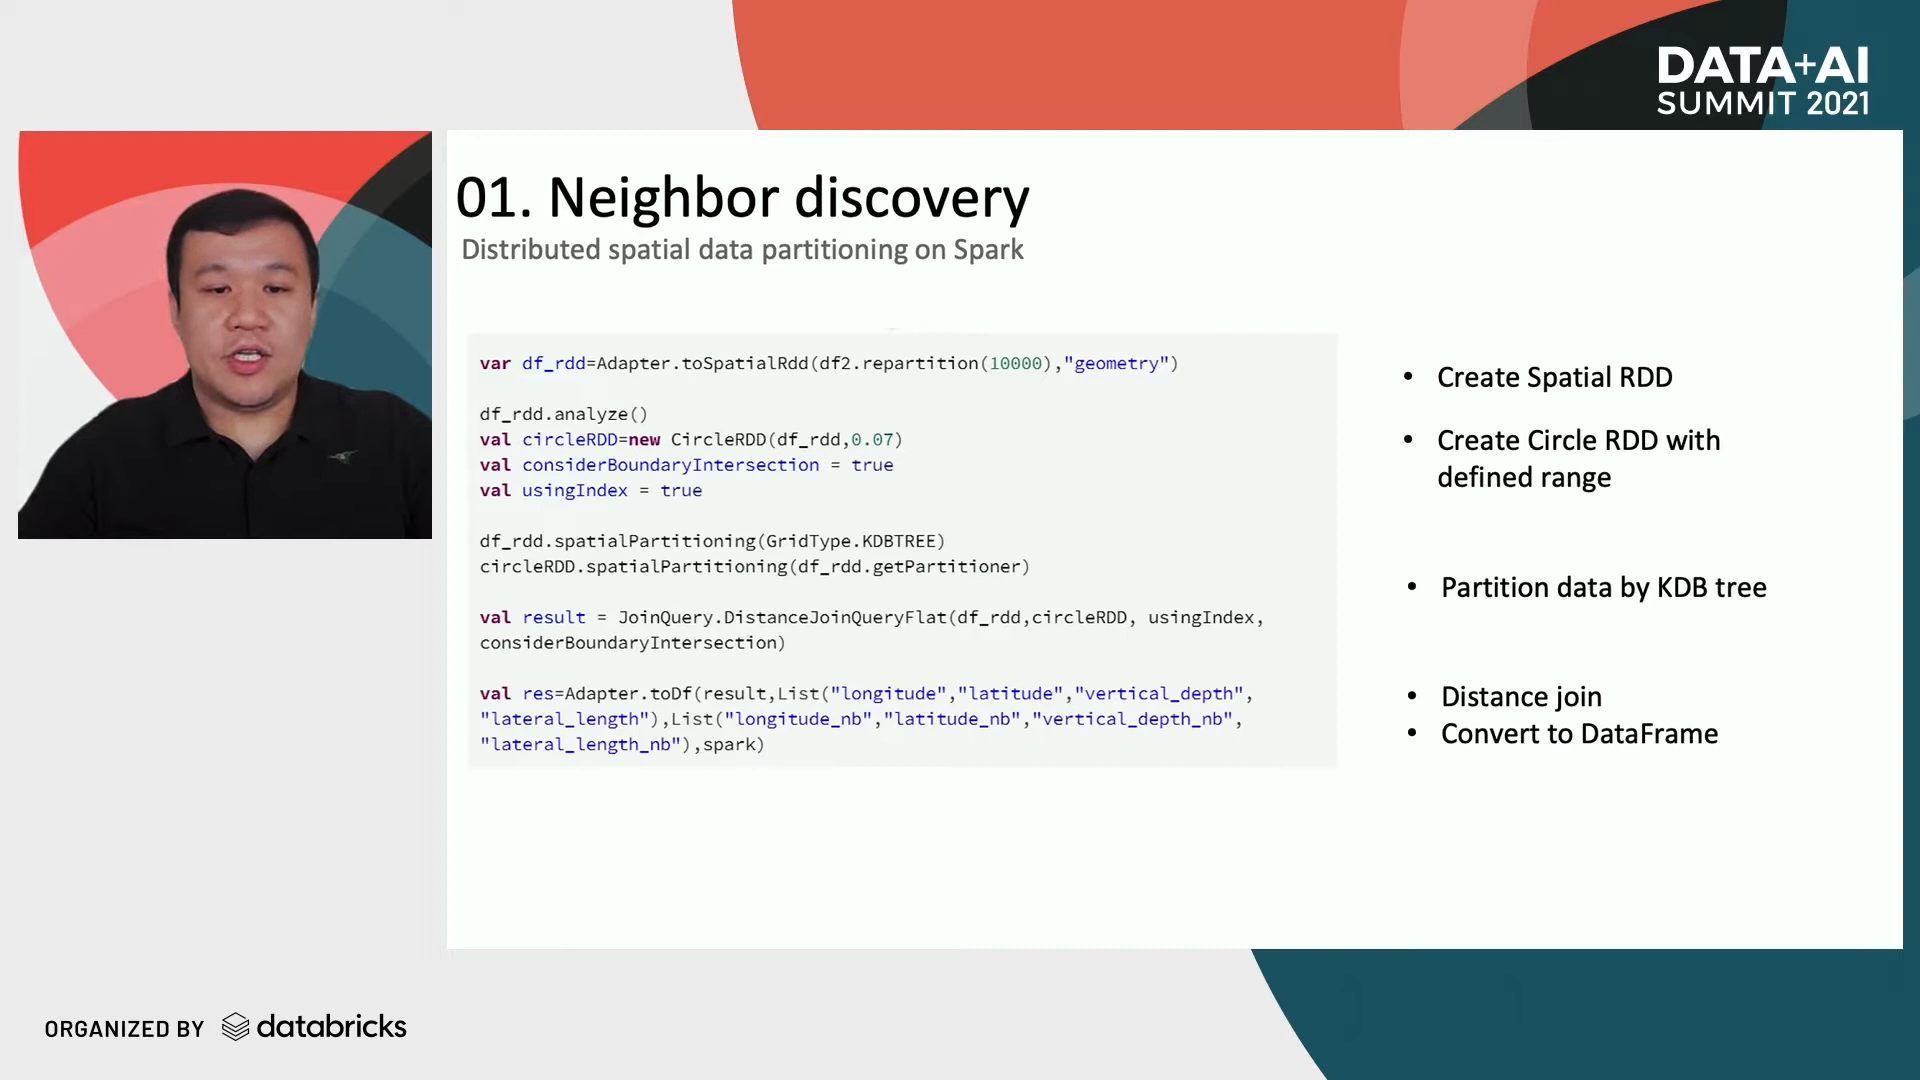 DATA+AI
SUMMIT 2021
01. Neighbor discovery
Distributed spatial data partitioning on Spark
var df_rdd=Adapter.toSpatialRdd(df2.repartition(10000),"geometry")
df_rdd.analyze()
val circleRDD=new CircleRDD(df_rdd,0.07)
val considerBoundaryIntersection = true
val usingIndex = true
df_rdd.spatialPartitioning(GridType.KDBTREE)
circleRDD.spatialPartitioning(df_rdd.getPartitioner)
val result = JoinQuery.DistanceJoinQueryFlat(df_rdd,circleRDD, usingIndex,
considerBoundaryIntersection)
val res=Adapter.toDf(result,List("longitude","latitude","vertical_depth",
"lateral_length"),List("longitude_nb","latitude_nb","vertical_depth_nb",
"lateral_length_nb"),spark)
• Create Spatial RDD
• Create Circle RDD with
defined range
• Partition data by KDB tree
• Distance join
• Convert to DataFrame
ORGANIZED BY databricks